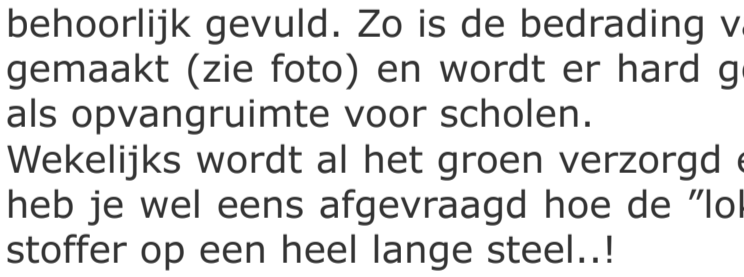 behoorlijk gevuld. Zo is de bedrading
gemaakt (zie foto) en wordt er hard
als opvangruimte voor scholen.
Wekelijks wordt al het groen verzorgd
heb je wel eens afgevraagd hoe de
stoffer op een heel lange steel..!